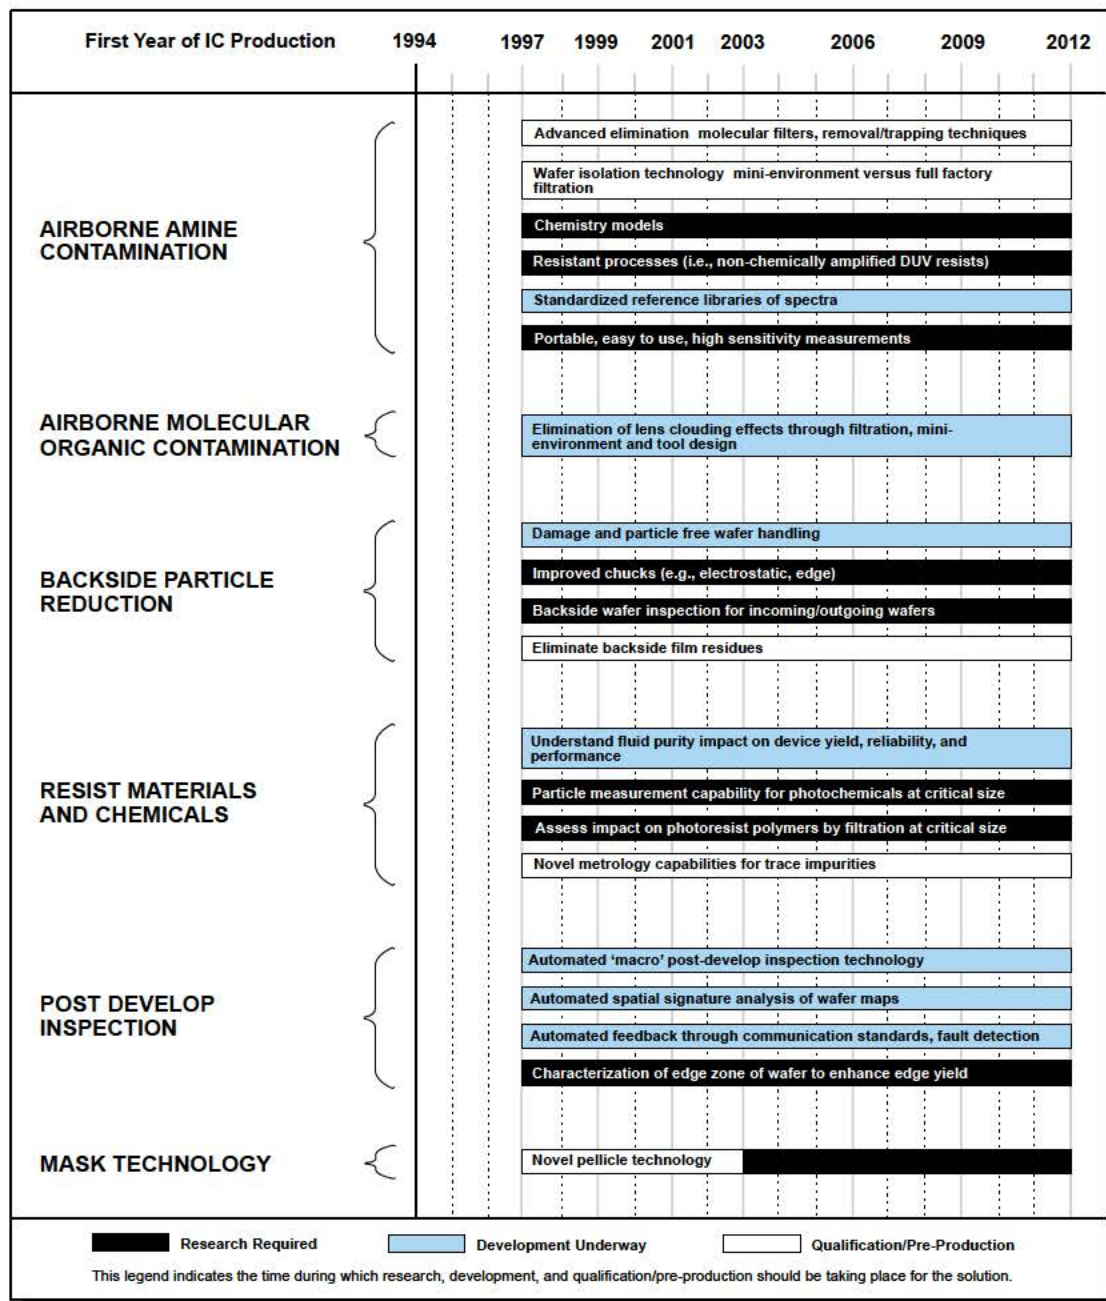 First Year of IC Production 1994 1997 1999 2001 2003 2006 2009 2012
AIRBORNE AMINE
CONTAMINATION
Advanced elimination molecular filters, removal/trapping techniques
Wafer isolation technology mini-environment versus full factory
filtration
Chemistry models
Resistant processes (i.e., non-chemically amplified DUV resists)
Standardized reference libraries of spectra
Portable, easy to use, high sensitivity measurements
AIRBORNE MOLECULAR
ORGANIC CONTAMINATION
Elimination of lens clouding effects through filtration, mini-
environment and tool design
BACKSIDE PARTICLE
REDUCTION
Damage and particle free wafer handling
Improved chucks (e.g., electrostatic, edge)
Backside wafer inspection for incoming/outgoing wafers
Eliminate backside film residues
RESIST MATERIALS
AND CHEMICALS
Understand fluid purity impact on device yield, reliability, and
performance
Particle measurement capability for photochemicals at critical size
Assess impact on photoresist polymers by filtration at critical size
Novel metrology capabilities for trace impurities
POST DEVELOP
INSPECTION
Automated ‘macro’ post-develop inspection technology
Automated spatial signature analysis of wafer maps
Automated feedback through communication standards, fault detection
Characterization of edge zone of wafer to enhance edge yield
MASK TECHNOLOGY
Novel pellicle technology
Research Required Development Underway Qualification/Pre-Production
This legend indicates the time during which research, development, and qualification/pre-production should be taking place for the solution.